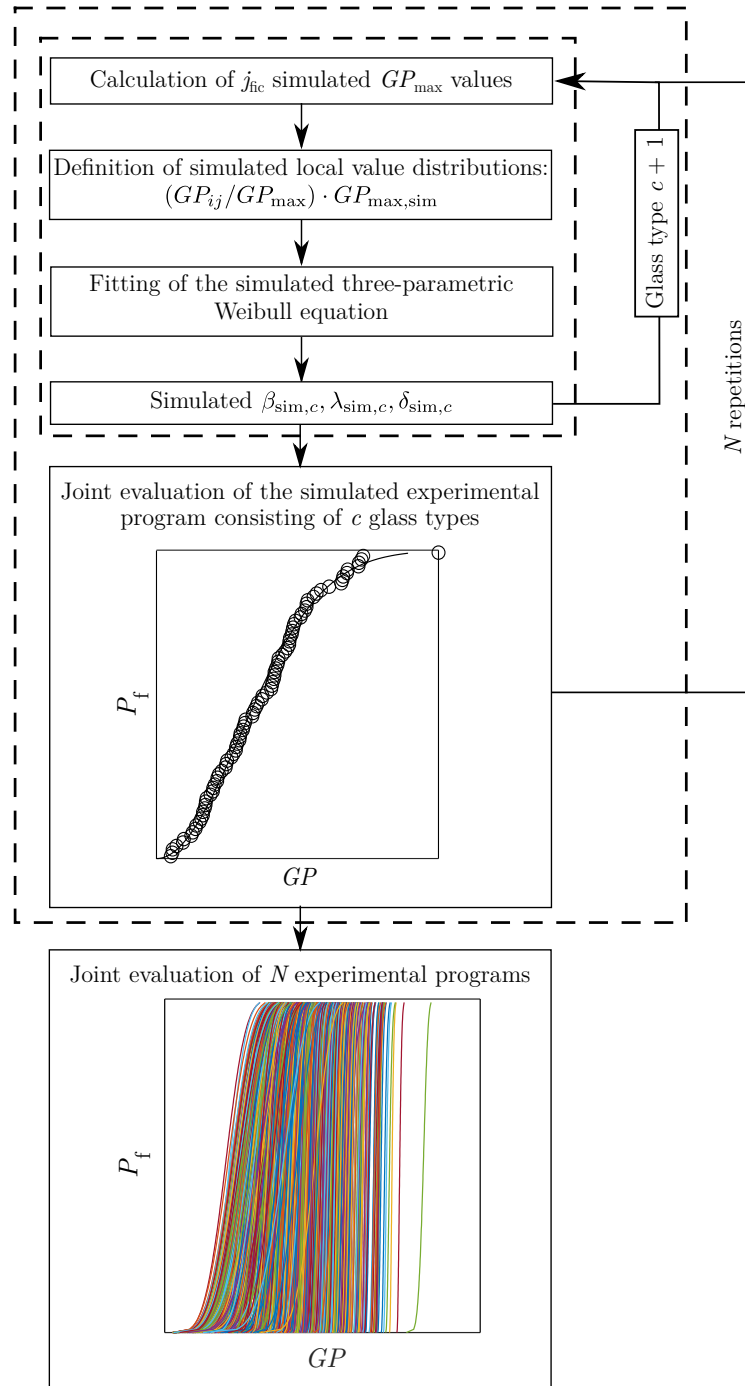 Calculation of j_fic simulated GP_max values
Definition of simulated local value distributions:
(GP_ij/GP_max) · GP_max,sim
Fitting of the simulated three-parametric
Weibull equation
Simulated β_sim,c, λ_sim,c, δ_sim,c
Glass type c + 1
N repetitions
Joint evaluation of the simulated experimental
program consisting of c glass types
P_f
GP
Joint evaluation of N experimental programs
P_f
GP